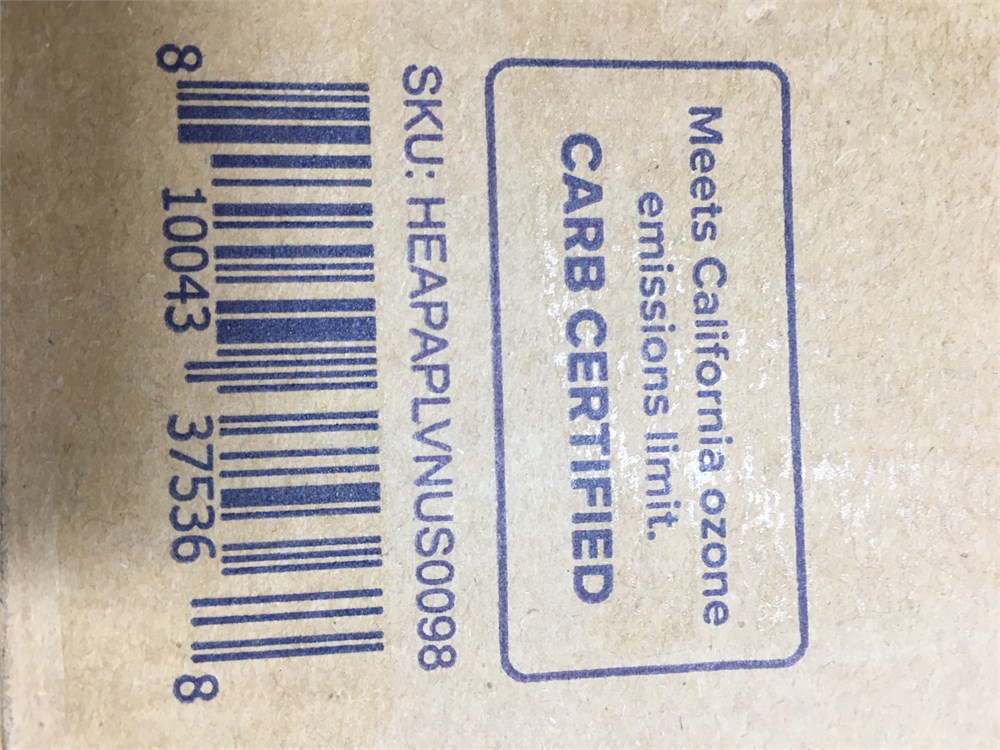 Meets California ozone
emissions limit.
CARB CERTIFIED
SKU: HEAPAPLVNUS0098
8 10043 37536 8